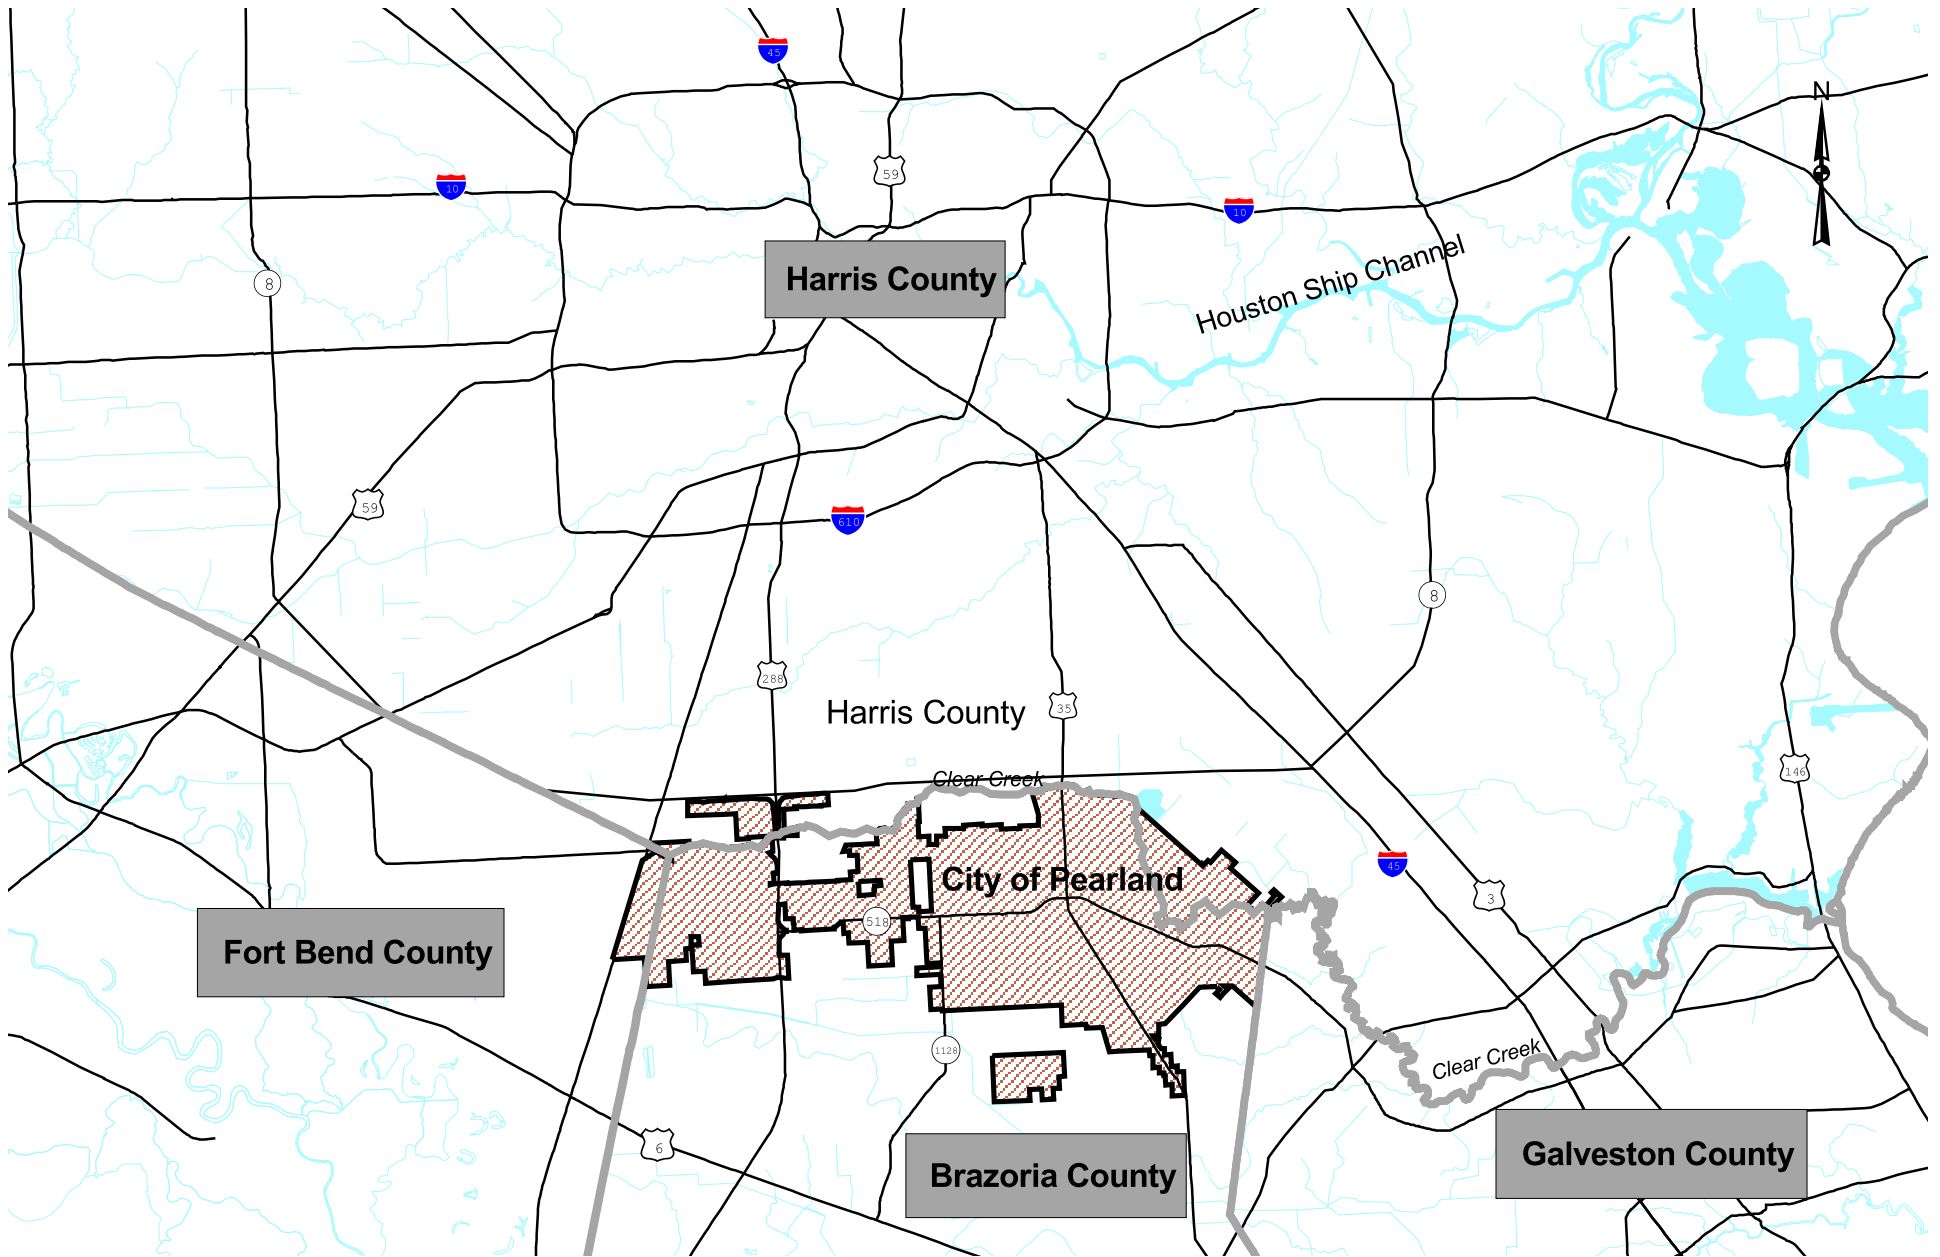 45
N
59
10
10
Houston Ship Channel
8
Harris County
59
610
8
288
35
Harris County
146
Clear Creek
45
City of Pearland
3
518
Fort Bend County
1128
Clear Creek
6
Galveston County
Brazoria County